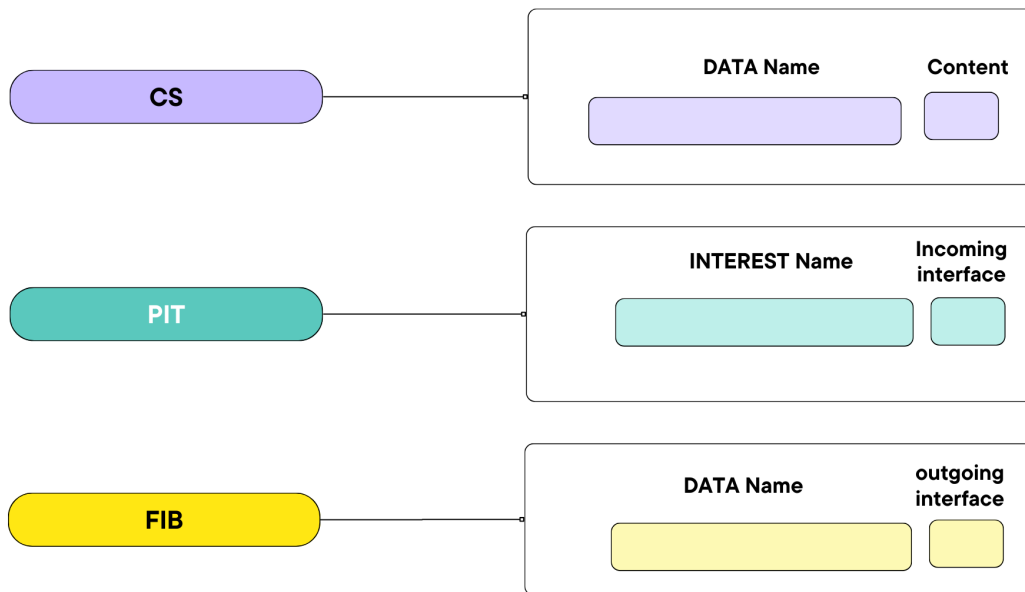 CS
DATA Name
Content
PIT
INTEREST Name
Incoming
interface
FIB
DATA Name
outgoing
interface